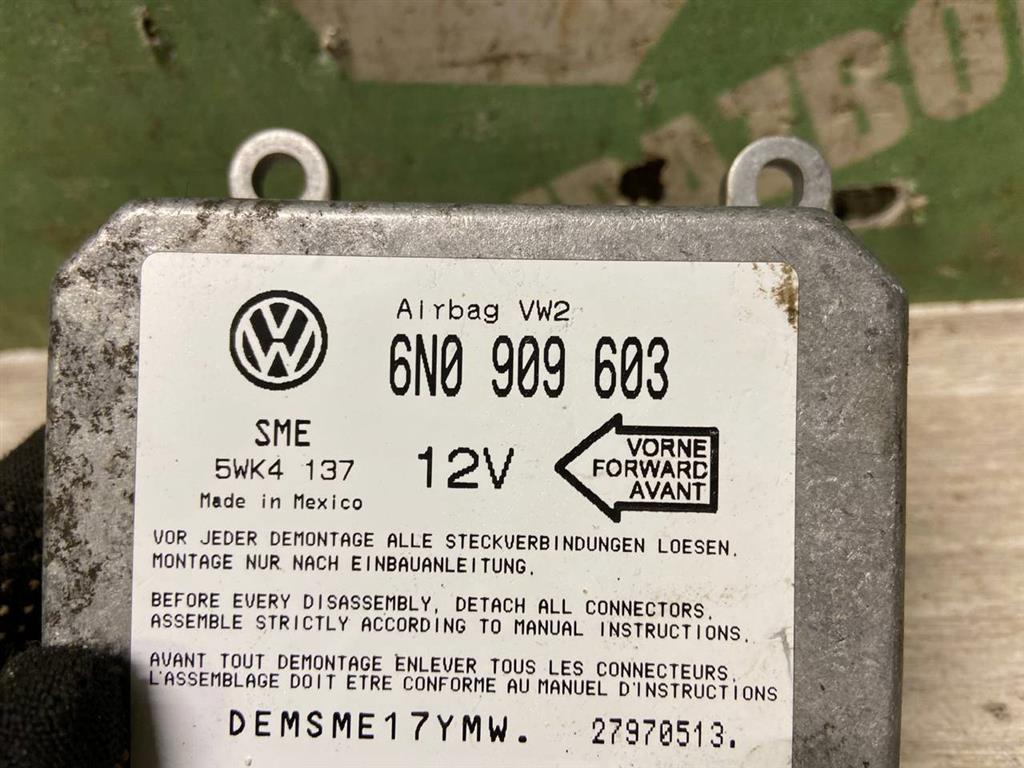 Airbag VW2
6N0 909 603
SME
5WK4 137
Made in Mexico
12V
VORNE
FORWARD
AVANT
VOR JEDER DEMONTAGE ALLE STECKVERBINDUNGEN LOESEN.
MONTAGE NUR NACH EINBAUANLEITUNG.
BEFORE EVERY DISASSEMBLY, DETACH ALL CONNECTORS.
ASSEMBLE STRICTLY ACCORDING TO MANUAL INSTRUCTIONS.
AVANT TOUT DEMONTAGE ENLEVER TOUS LES CONNECTEURS.
L'ASSEMBLAGE DOIT ETRE CONFORME AU MANUEL D'INSTRUCTIONS
DEMSME17YMW. 27970513.